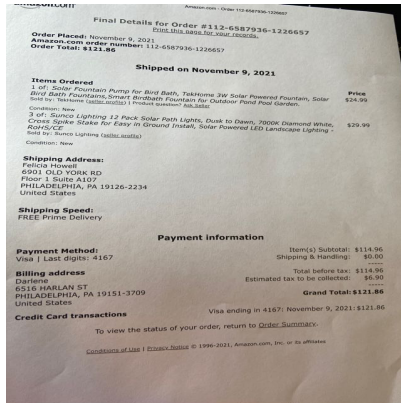 amazon.com
Amazon.com - Order 112-6587936-1226657
Final Details for Order #112-6587936-1226657
Print this page for your records.
Order Placed: November 9, 2021
Amazon.com order number: 112-6587936-1226657
Order Total: $121.86
Shipped on November 9, 2021
Items Ordered Price
1 of: Solar Fountain Pump for Bird Bath, TekHome 3W Solar Powered Fountain, Solar $24.99
Bird Bath Fountains,Smart Birdbath Fountain for Outdoor Pond Pool Garden.
Sold by: TekHome (seller profile) | Product question? Ask Seller
Condition: New
3 of: Sunco Lighting 12 Pack Solar Path Lights, Dusk to Dawn, 7000K Diamond White, $29.99
Cross Spike Stake for Easy In Ground Install, Solar Powered LED Landscape Lighting -
RoHS/CE
Sold by: Sunco Lighting (seller profile)
Condition: New
Shipping Address:
Felicia Howell
6901 OLD YORK RD
Floor 1 Suite A107
PHILADELPHIA, PA 19126-2234
United States
Shipping Speed:
FREE Prime Delivery
Payment information
Payment Method:
Visa | Last digits: 4167
Item(s) Subtotal: $114.96
Shipping & Handling: $0.00
-----
Billing address
Darlene
6516 HARLAN ST
PHILADELPHIA, PA 19151-3709
United States
Total before tax: $114.96
Estimated tax to be collected: $6.90
-----
Grand Total: $121.86
Credit Card transactions
Visa ending in 4167: November 9, 2021: $121.86
To view the status of your order, return to Order Summary.
Conditions of Use | Privacy Notice © 1996-2021, Amazon.com, Inc. or its affiliates